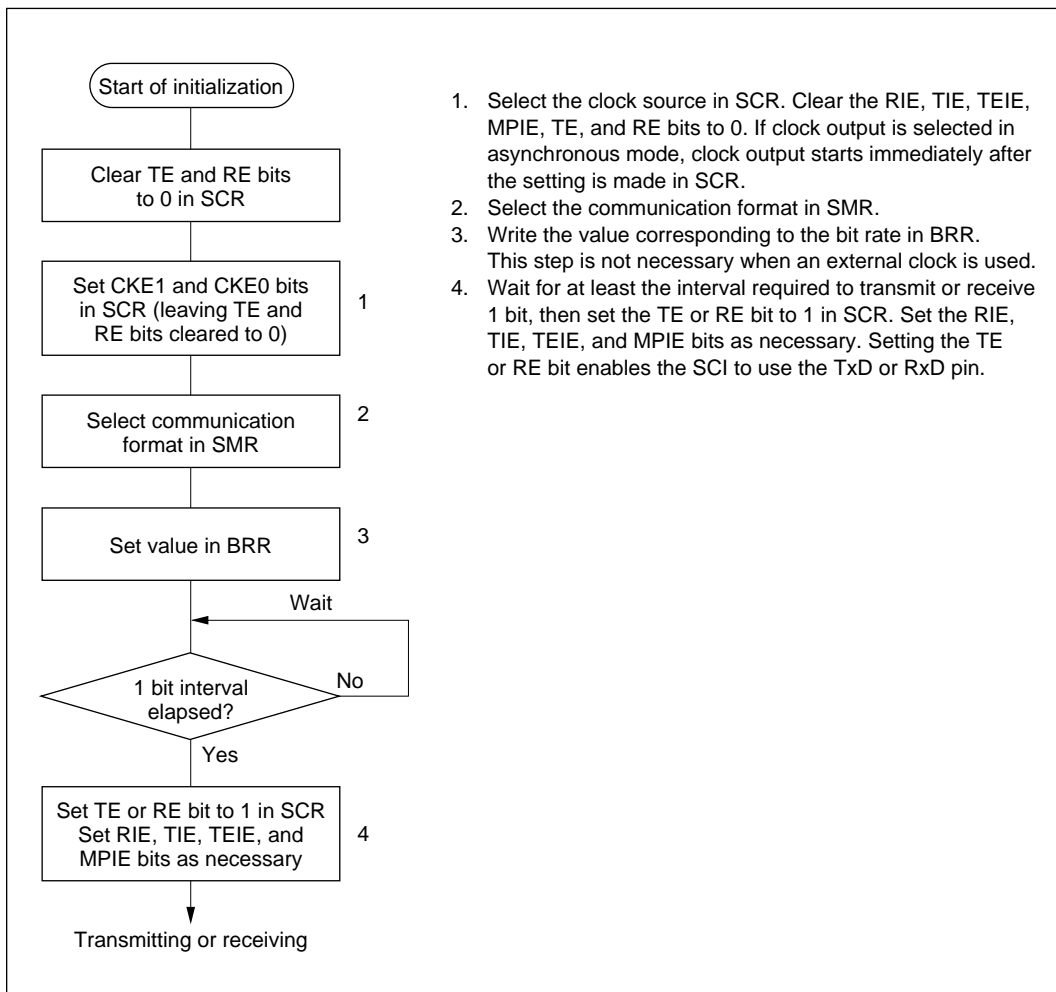 Start of initialization
Clear TE and RE bits
to 0 in SCR
Set CKE1 and CKE0 bits
in SCR (leaving TE and
RE bits cleared to 0)
1
Select communication
format in SMR
2
Set value in BRR
3
Wait
1 bit interval
elapsed?
No
Yes
Set TE or RE bit to 1 in SCR
Set RIE, TIE, TEIE, and
MPIE bits as necessary
4
Transmitting or receiving
1. Select the clock source in SCR. Clear the RIE, TIE, TEIE,
MPIE, TE, and RE bits to 0. If clock output is selected in
asynchronous mode, clock output starts immediately after
the setting is made in SCR.
2. Select the communication format in SMR.
3. Write the value corresponding to the bit rate in BRR.
This step is not necessary when an external clock is used.
4. Wait for at least the interval required to transmit or receive
1 bit, then set the TE or RE bit to 1 in SCR. Set the RIE,
TIE, TEIE, and MPIE bits as necessary. Setting the TE
or RE bit enables the SCI to use the TxD or RxD pin.